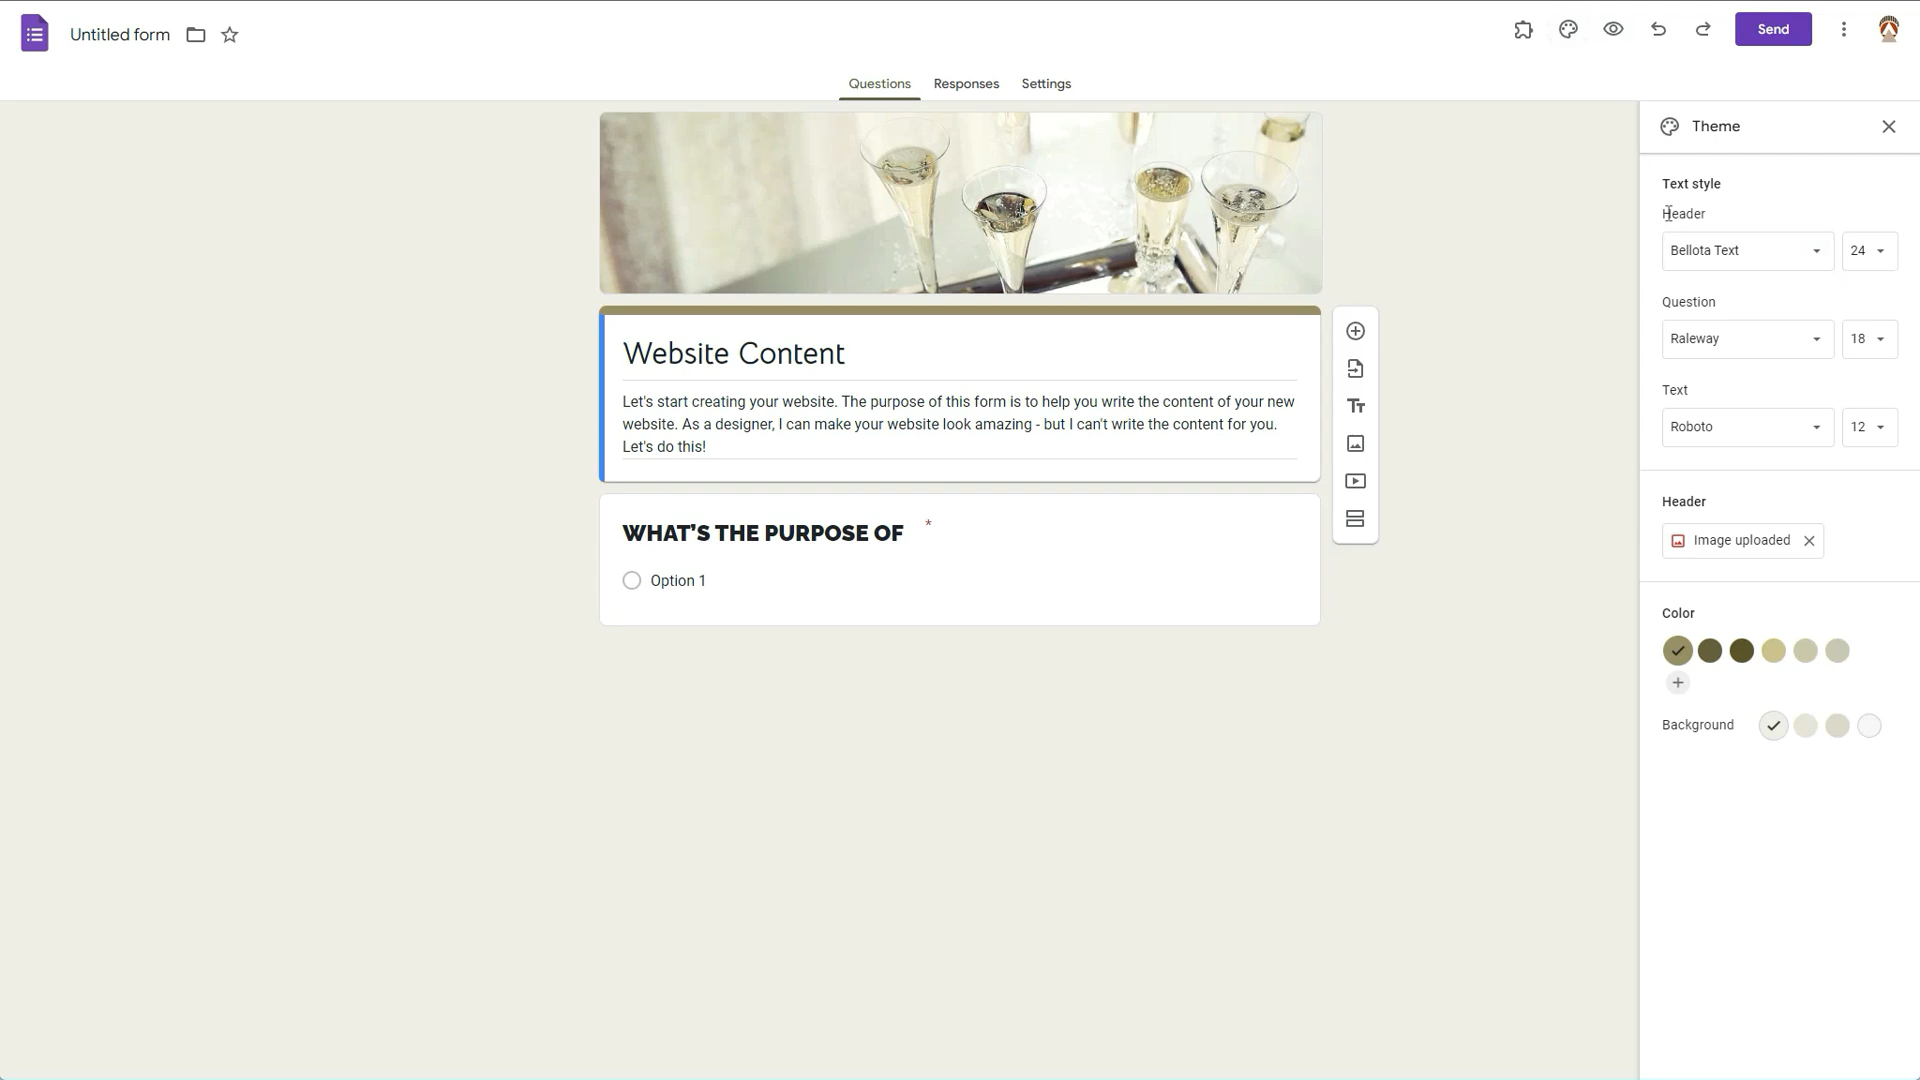 Untitled form
Send
Questions Responses Settings
Theme
Text style
Header
Bellota Text 24
Question
Raleway 18
Text
Roboto 12
Header
Image uploaded
Color
Background
Website Content
Let's start creating your website. The purpose of this form is to help you write the content of your new
website. As a designer, I can make your website look amazing - but I can't write the content for you.
Let's do this!
WHAT'S THE PURPOSE OF *
Option 1